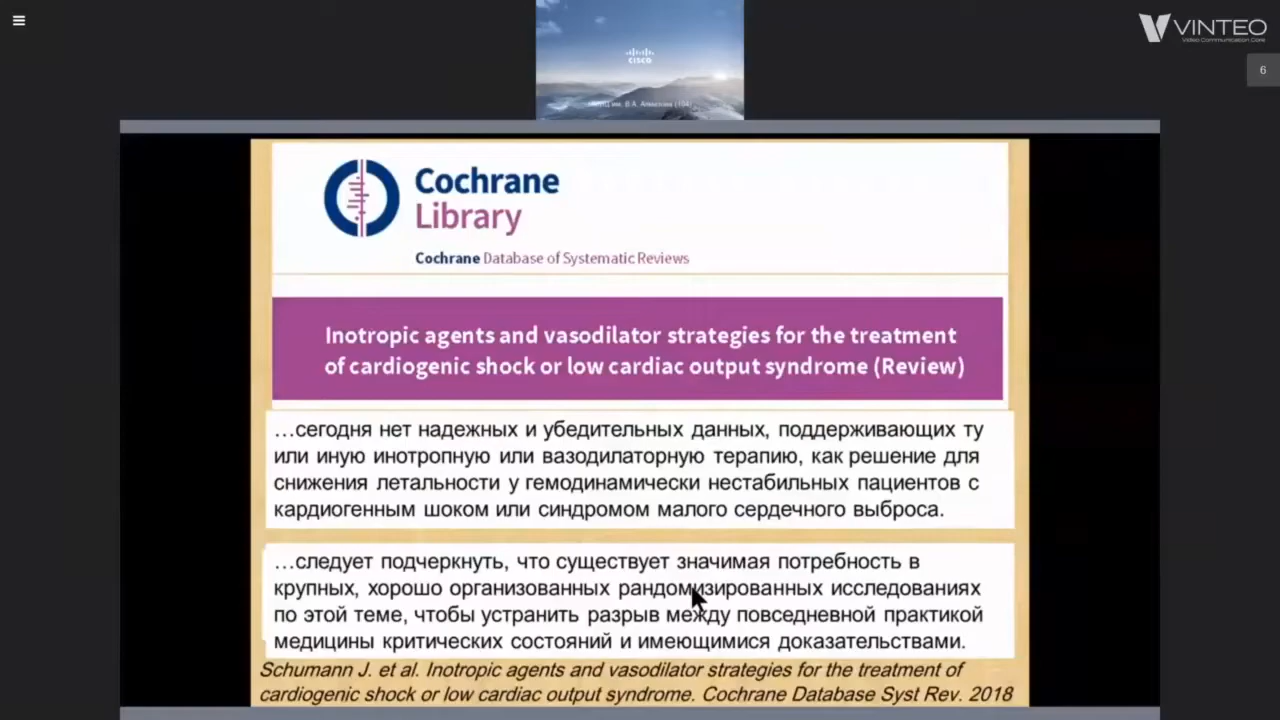 VINTEO
Video Communication Core
6
CISCO
Cochrane
Library
Cochrane Database of Systematic Reviews
Inotropic agents and vasodilator strategies for the treatment
of cardiogenic shock or low cardiac output syndrome (Review)
…сегодня нет надежных и убедительных данных, поддерживающих ту
или иную инотропную или вазодилаторную терапию, как решение для
снижения летальности у гемодинамически нестабильных пациентов с
кардиогенным шоком или синдромом малого сердечного выброса.
…следует подчеркнуть, что существует значимая потребность в
крупных, хорошо организованных рандомизированных исследованиях
по этой теме, чтобы устранить разрыв между повседневной практикой
медицины критических состояний и имеющимися доказательствами.
Schumann J. et al. Inotropic agents and vasodilator strategies for the treatment of
cardiogenic shock or low cardiac output syndrome. Cochrane Database Syst Rev. 2018